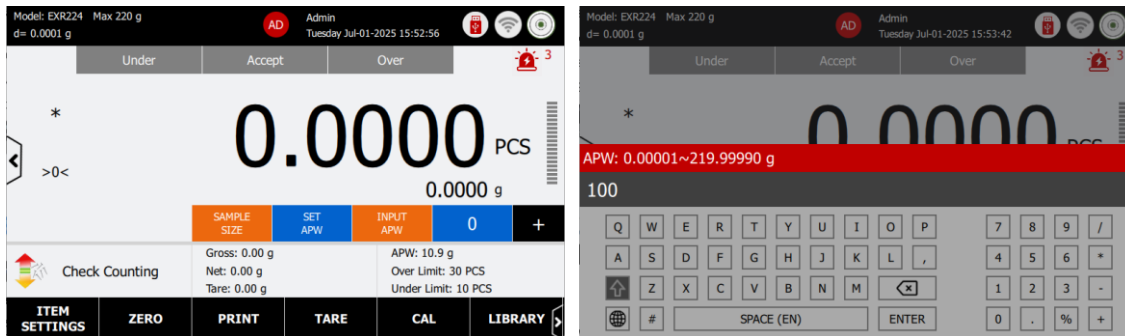 Model: EXR224 Max 220 g
d= 0.0001 g
AD
Admin
Tuesday Jul-01-2025 15:52:56
Under Accept Over
3
*
0.0000 PCS
>0<
0.0000 g
SAMPLE SIZE
SET APW
INPUT APW
0
+
Check Counting
Gross: 0.00 g
Net: 0.00 g
Tare: 0.00 g
APW: 10.9 g
Over Limit: 30 PCS
Under Limit: 10 PCS
ITEM SETTINGS
ZERO
PRINT
TARE
CAL
LIBRARY
Model: EXR224 Max 220 g
d= 0.0001 g
AD
Admin
Tuesday Jul-01-2025 15:53:42
Under Accept Over
3
*
0.0000 PCS
APW: 0.00001~219.99990 g
100
Q W E R T Y U I O P 7 8 9 /
A S D F G H J K L , 4 5 6 *
Z X C V B N M 1 2 3 -
# SPACE (EN) ENTER 0 . % +